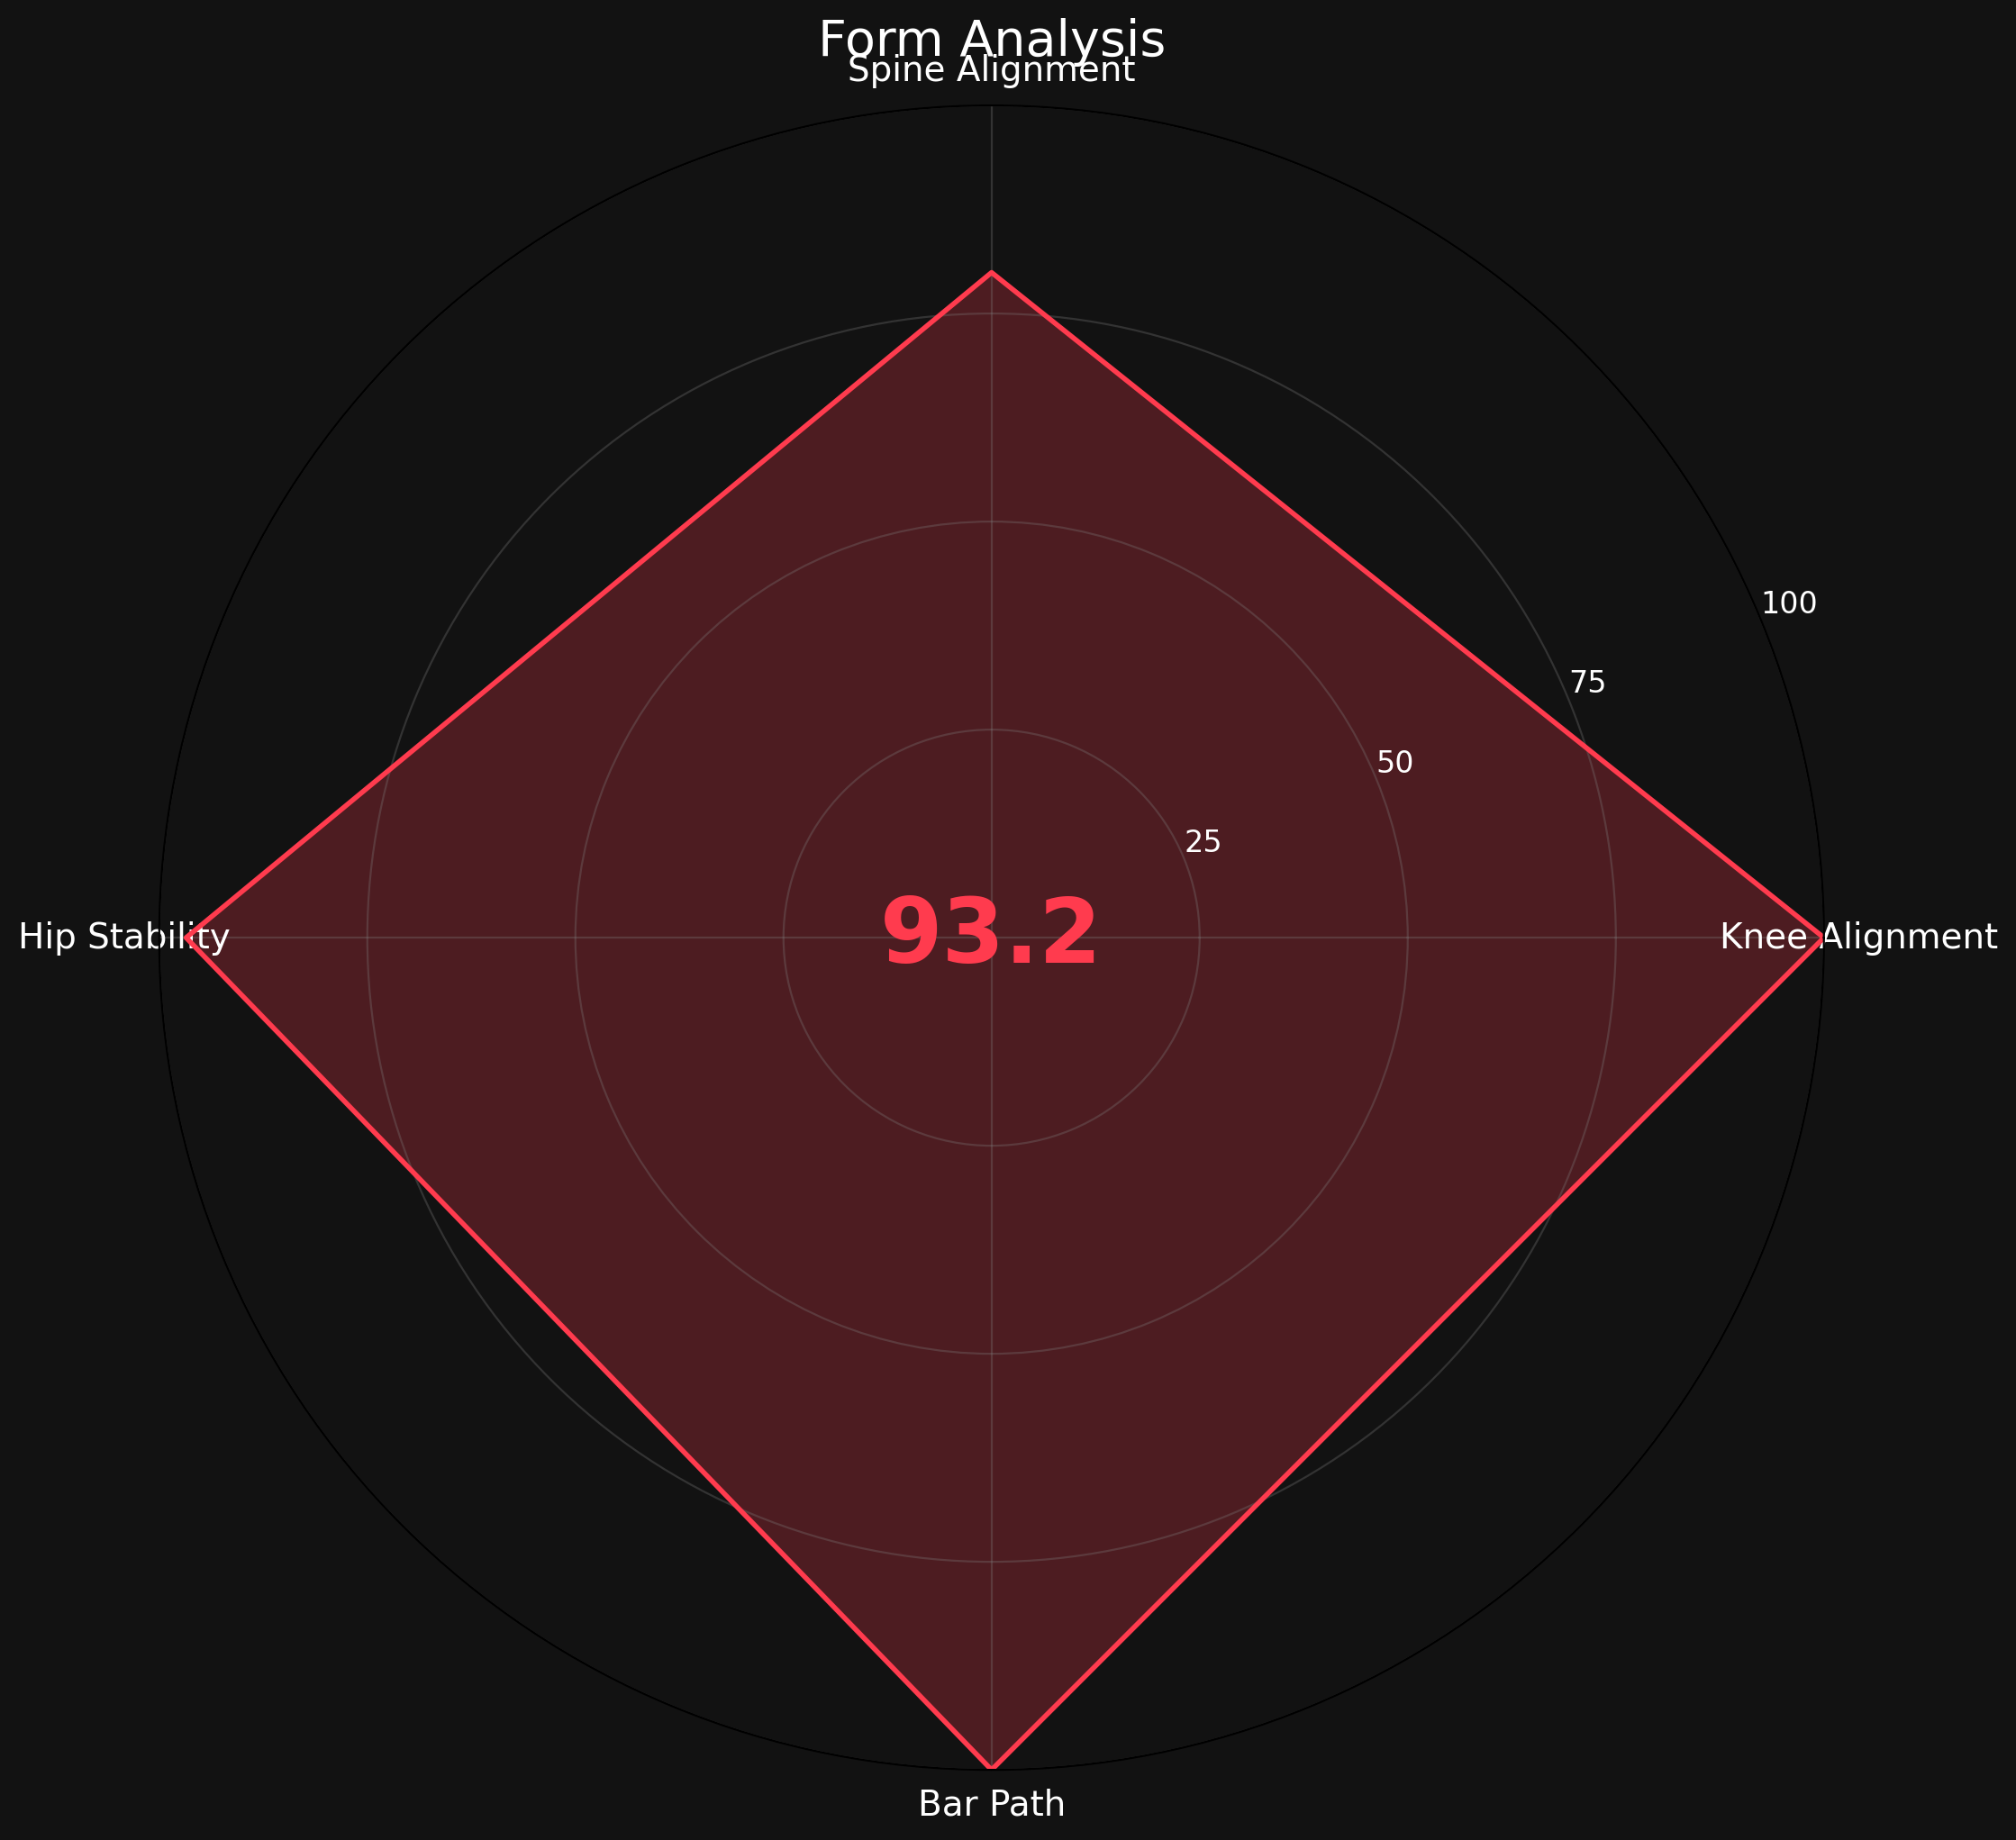 Form Analysis
Spine Alignment
100
75
50
25
93.2
Hip Stability
Knee Alignment
Bar Path